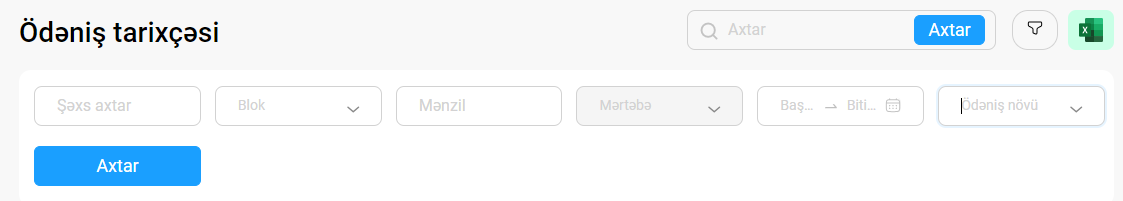 Ödəniş tarixçəsi
Axtar Axtar
Şəxs axtar Blok Mənzil Mərtəbə Baş... Biti... Ödəniş növü
Axtar